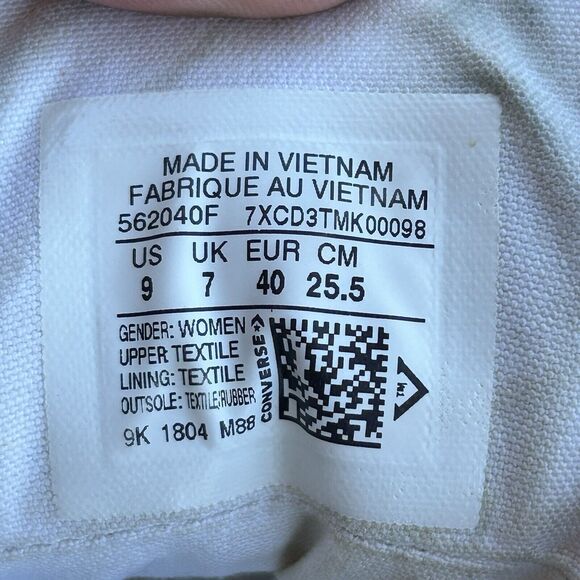 MADE IN VIETNAM
FABRIQUE AU VIETNAM
562040F 7XCD3TMK00098
US UK EUR CM
9 7 40 25.5
GENDER: WOMEN
UPPER TEXTILE
LINING: TEXTILE
OUTSOLE: TEXTILE/RUBBER
9K 1804 M88
CONVERSE